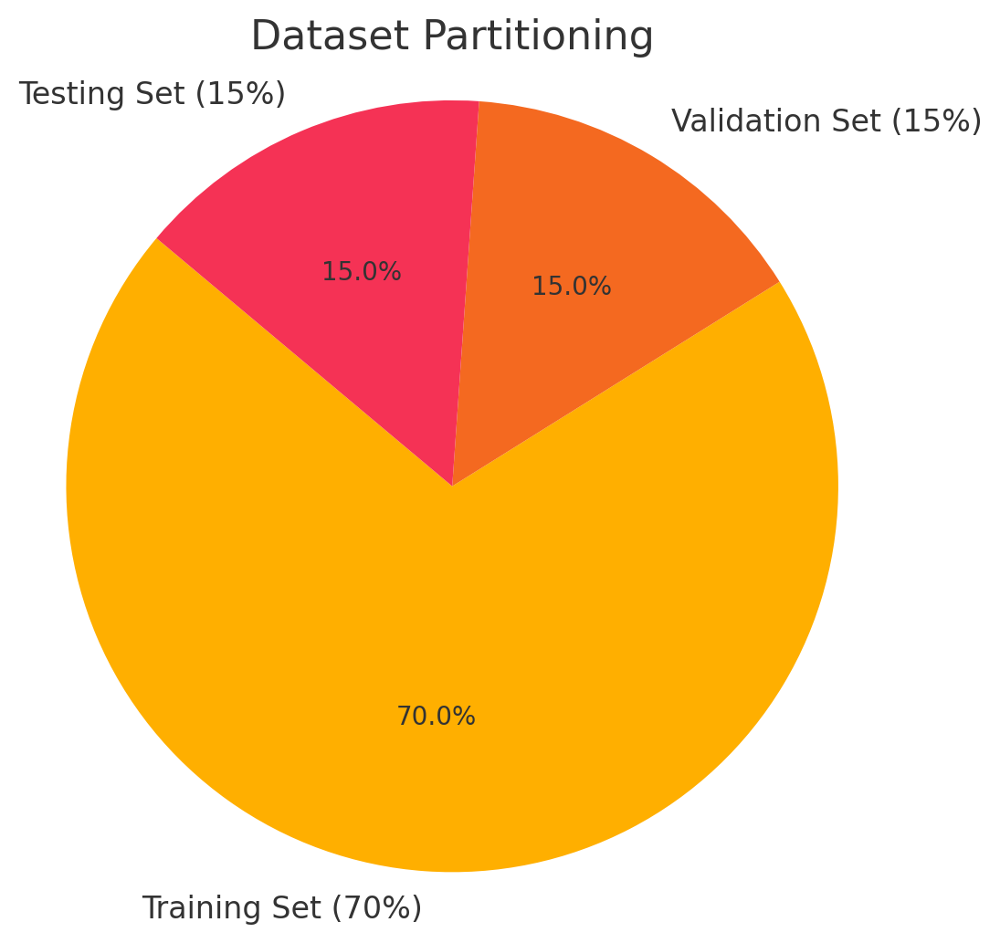 Dataset Partitioning
Testing Set (15%)
Validation Set (15%)
15.0%
15.0%
70.0%
Training Set (70%)